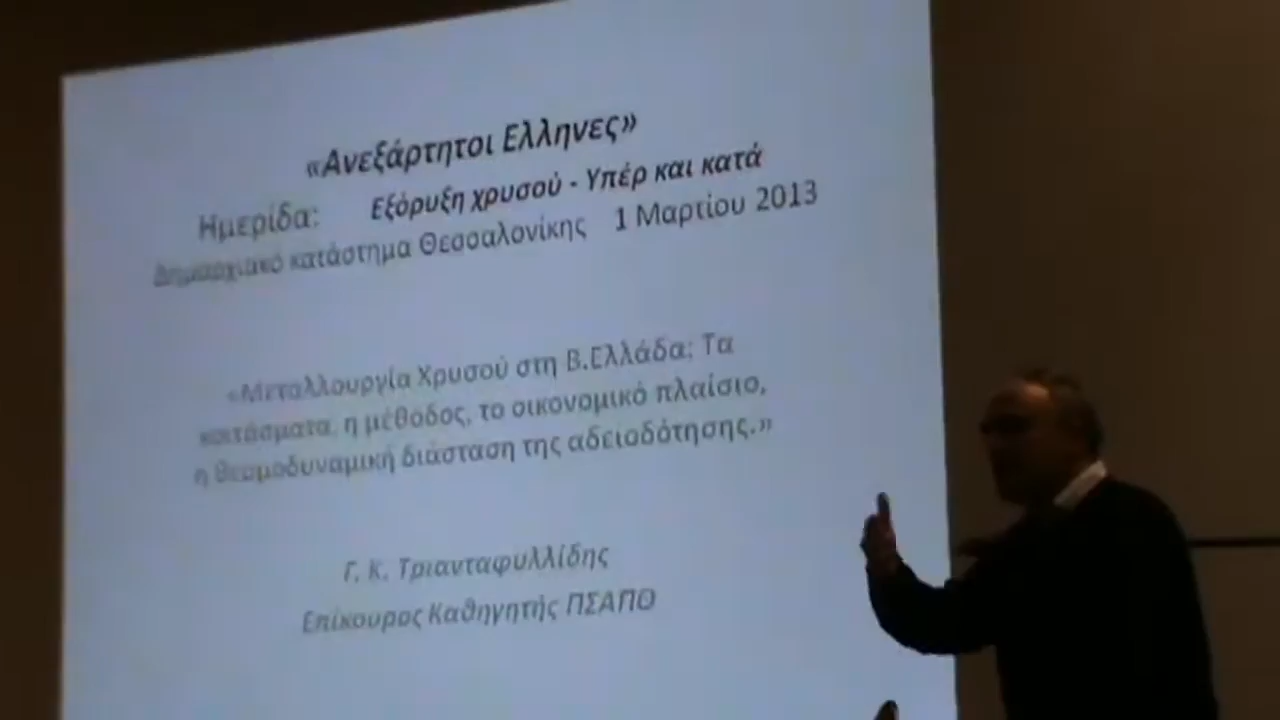 «Ανεξάρτητοι Ελληνες»
Ημερίδα: Εξόρυξη χρυσού - Υπέρ και κατά
Δημαρχιακό κατάστημα Θεσσαλονίκης 1 Μαρτίου 2013
«Μεταλλουργία Χρυσού στη Β.Ελλάδα: Τα
κοιτάσματα, η μέθοδος, το οικονομικό πλαίσιο,
η θερμοδυναμική διάσταση της αδειοδότησης.»
Γ. Κ. Τριανταφυλλίδης
Επίκουρος Καθηγητής ΠΣΑΠΘ